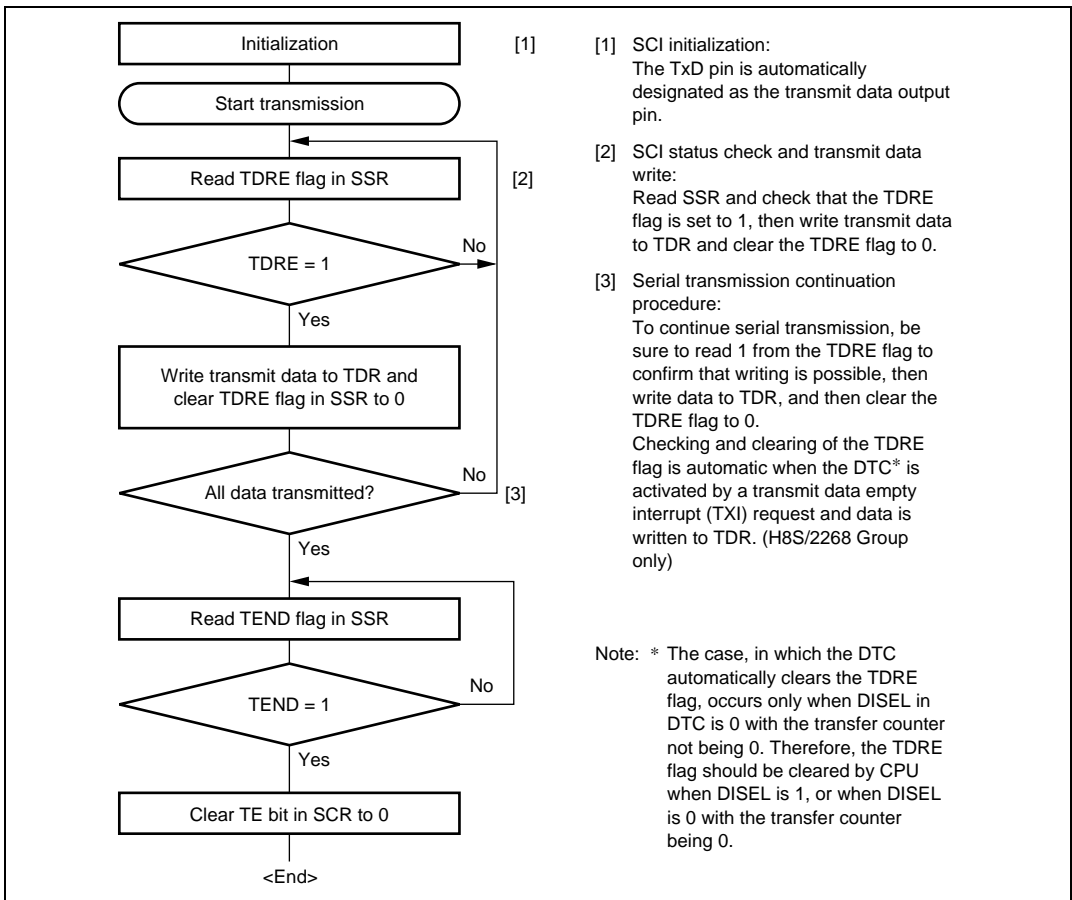 Initialization
[1]
Start transmission
Read TDRE flag in SSR
[2]
TDRE = 1
No
Yes
Write transmit data to TDR and
clear TDRE flag in SSR to 0
All data transmitted?
No
[3]
Yes
Read TEND flag in SSR
TEND = 1
No
Yes
Clear TE bit in SCR to 0
<End>
[1] SCI initialization:
The TxD pin is automatically
designated as the transmit data output
pin.
[2] SCI status check and transmit data
write:
Read SSR and check that the TDRE
flag is set to 1, then write transmit data
to TDR and clear the TDRE flag to 0.
[3] Serial transmission continuation
procedure:
To continue serial transmission, be
sure to read 1 from the TDRE flag to
confirm that writing is possible, then
write data to TDR, and then clear the
TDRE flag to 0.
Checking and clearing of the TDRE
flag is automatic when the DTC* is
activated by a transmit data empty
interrupt (TXI) request and data is
written to TDR. (H8S/2268 Group
only)
Note: * The case, in which the DTC
automatically clears the TDRE
flag, occurs only when DISEL in
DTC is 0 with the transfer counter
not being 0. Therefore, the TDRE
flag should be cleared by CPU
when DISEL is 1, or when DISEL
is 0 with the transfer counter
being 0.